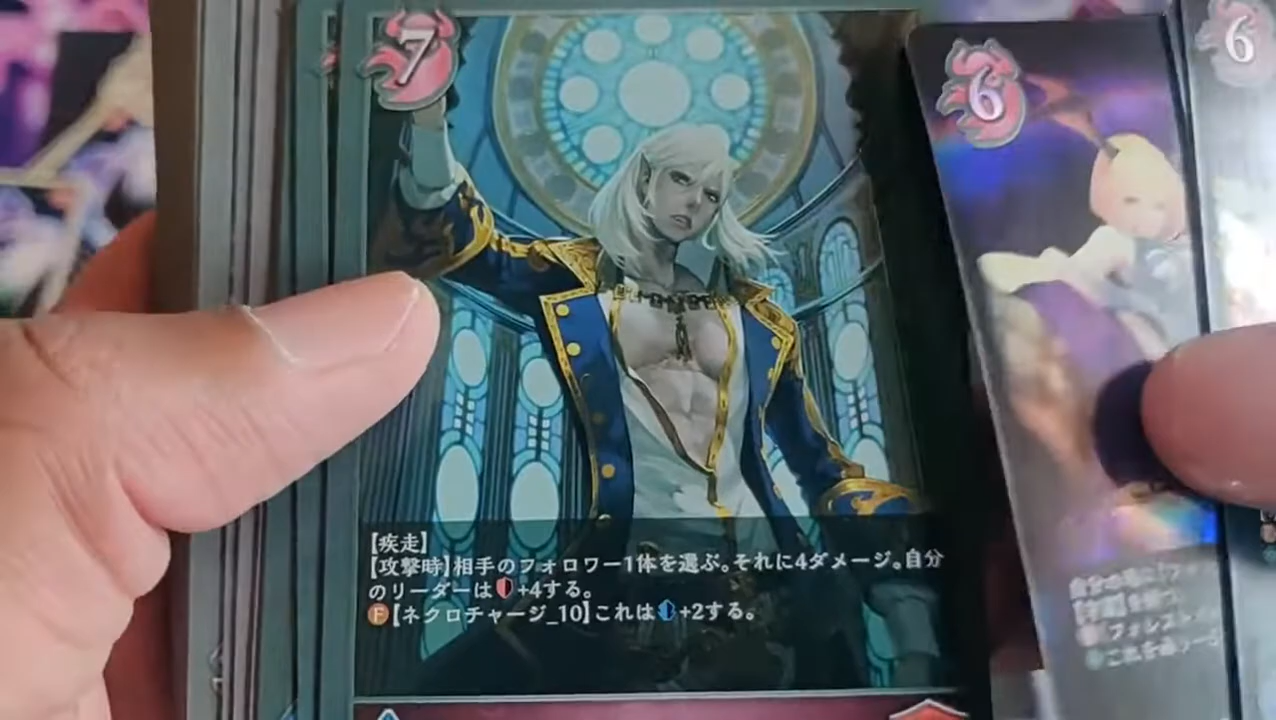 7
【疾走】
【攻撃時】相手のフォロワー1体を選ぶ。それに4ダメージ。自分
のリーダーは+4する。
F【ネクロチャージ_10】これは+2する。
6
6